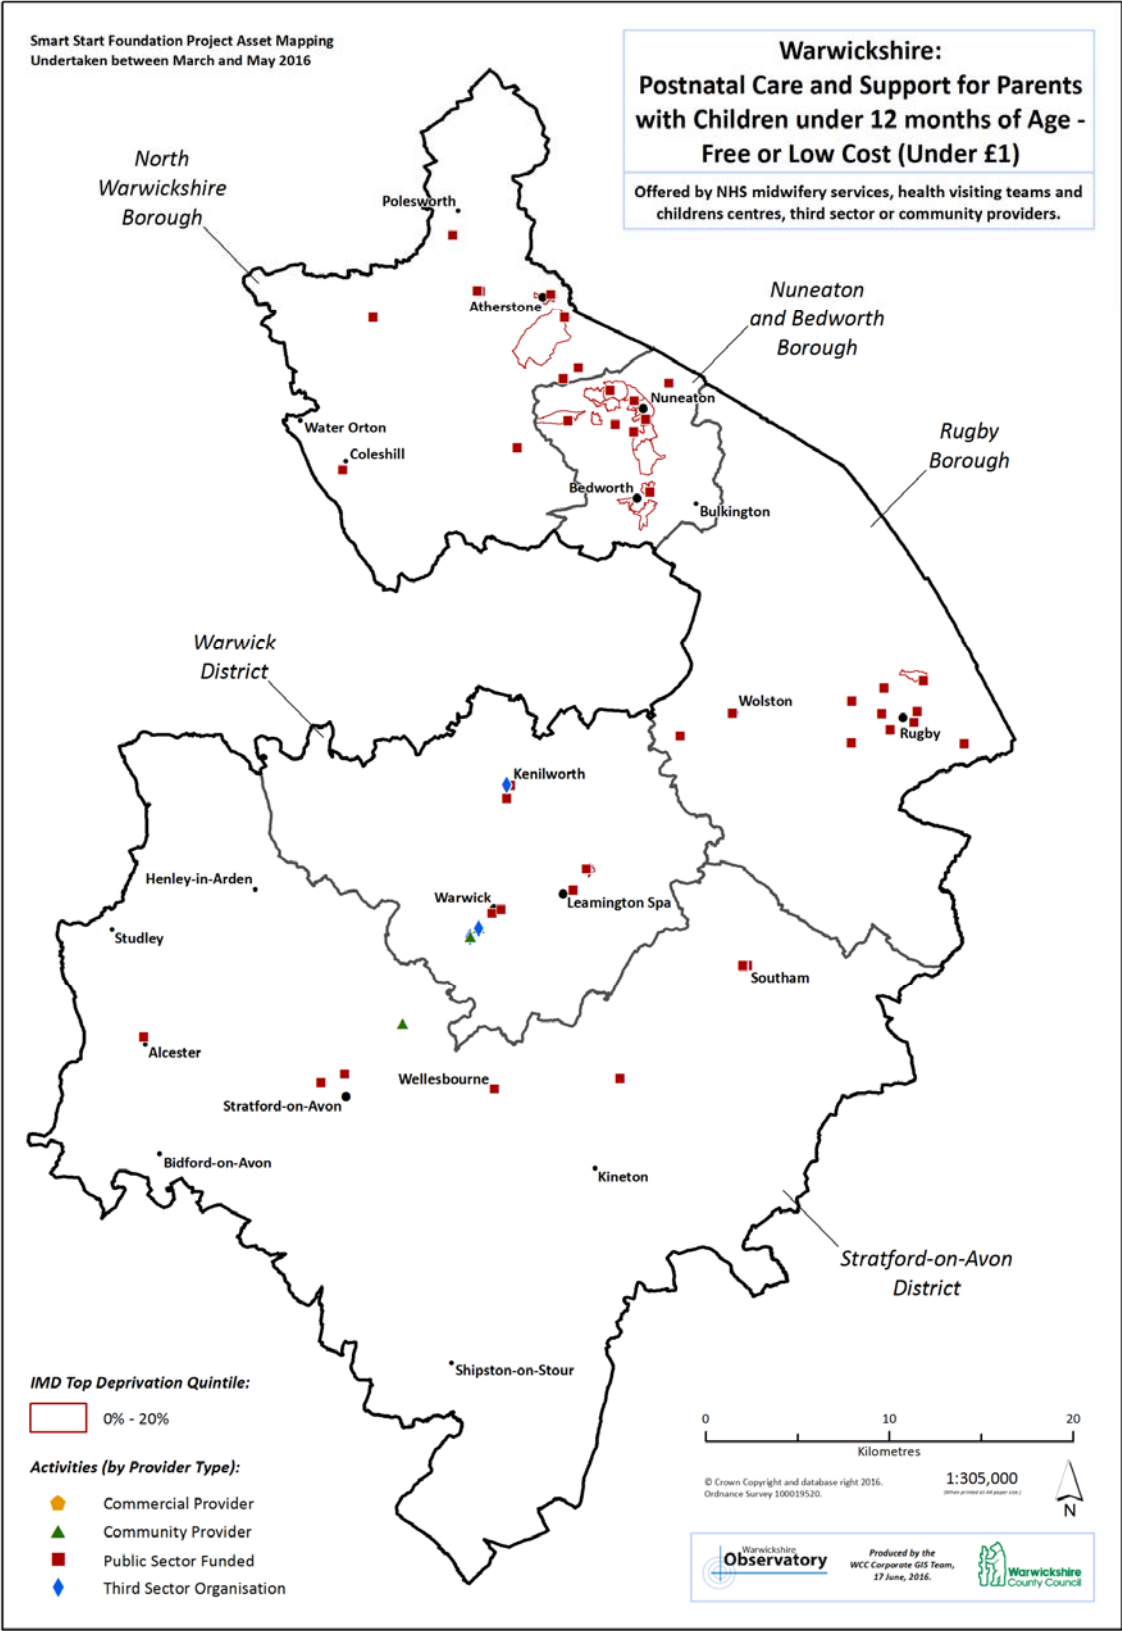 Smart Start Foundation Project Asset Mapping
Undertaken between March and May 2016
Warwickshire:
Postnatal Care and Support for Parents
with Children under 12 months of Age -
Free or Low Cost (Under £1)
Offered by NHS midwifery services, health visiting teams and
childrens centres, third sector or community providers.
North
Warwickshire
Borough
Polesworth
Atherstone
Nuneaton
and Bedworth
Borough
Nuneaton
Water Orton
Coleshill
Rugby
Borough
Bedworth
Bulkington
Warwick
District
Wolston
Rugby
Kenilworth
Henley-in-Arden
Warwick
Leamington Spa
Studley
Southam
Alcester
Wellesbourne
Stratford-on-Avon
Bidford-on-Avon
Kineton
Stratford-on-Avon
District
Shipston-on-Stour
IMD Top Deprivation Quintile:
0% - 20%
Activities (by Provider Type):
Commercial Provider
Community Provider
Public Sector Funded
Third Sector Organisation
0 10 20
Kilometres
© Crown Copyright and database right 2016.
Ordnance Survey 100019520.
1:305,000
(When printed at A4 paper size.)
N
Warwickshire
Observatory
Produced by the
WCC Corporate GIS Team,
17 June, 2016.
Warwickshire
County Council